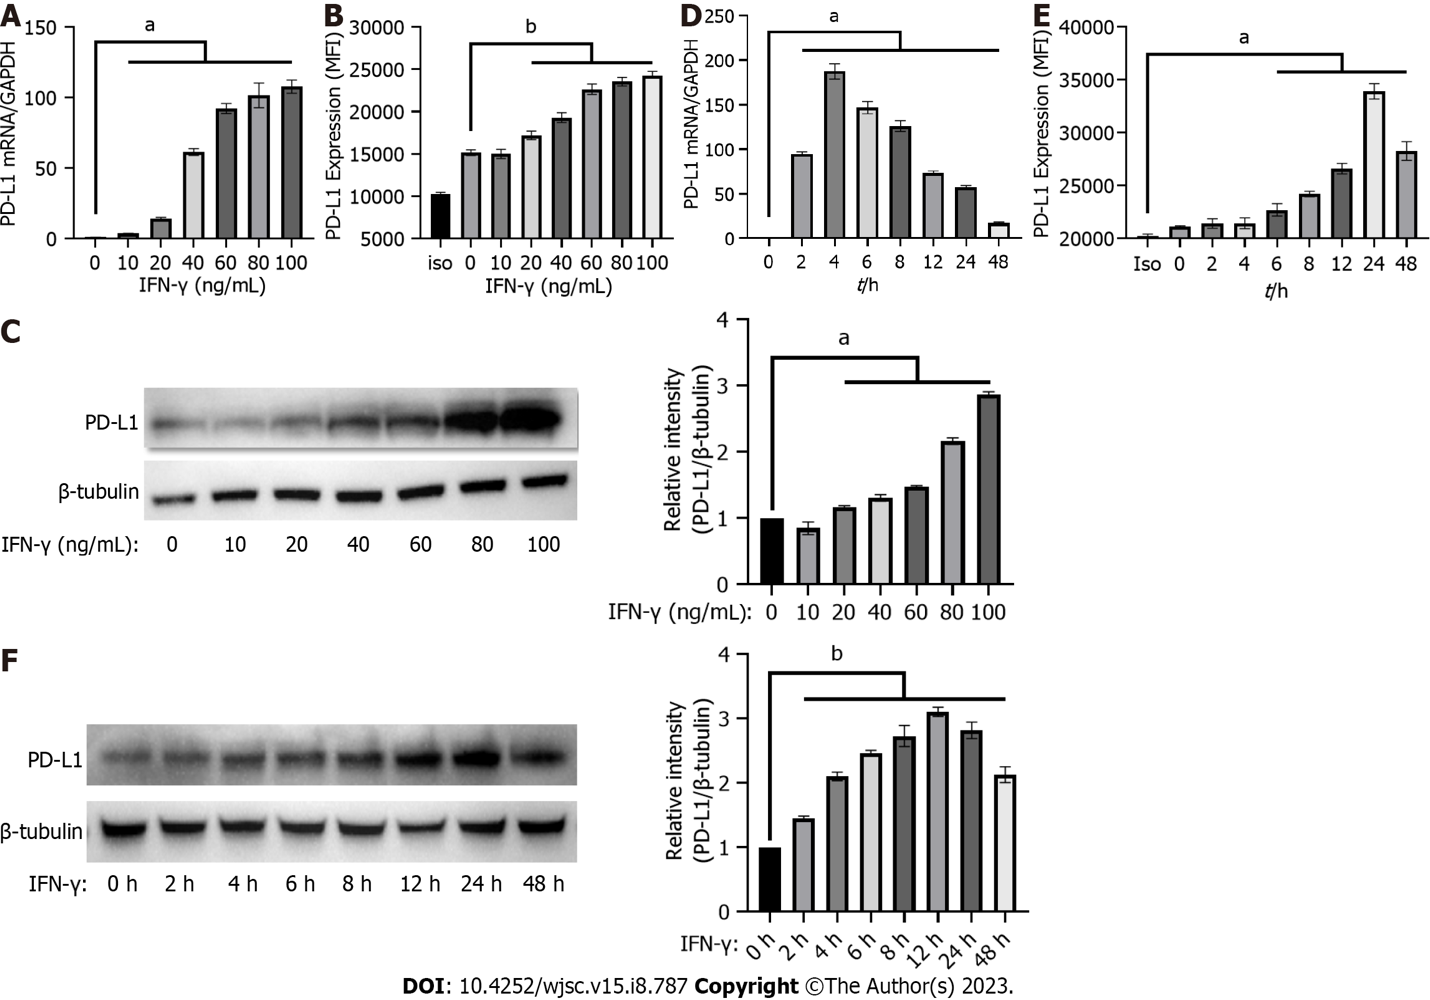 A
PD-L1 mRNA/GAPDH
150
100
50
0
a
0 10 20 40 60 80 100
IFN-γ (ng/mL)
B
PD-L1 Expression (MFI)
30000
25000
20000
15000
10000
5000
b
iso 0 10 20 40 60 80 100
IFN-γ (ng/mL)
D
PD-L1 mRNA/GAPDH
250
200
150
100
50
0
a
0 2 4 6 8 12 24 48
t/h
E
PD-L1 Expression (MFI)
40000
35000
30000
25000
20000
a
Iso 0 2 4 6 8 12 24 48
t/h
C
PD-L1
β-tubulin
IFN-γ (ng/mL): 0 10 20 40 60 80 100
Relative intensity
(PD-L1/β-tubulin)
4
3
2
1
0
a
IFN-γ (ng/mL): 0 10 20 40 60 80 100
F
PD-L1
β-tubulin
IFN-γ: 0 h 2 h 4 h 6 h 8 h 12 h 24 h 48 h
Relative intensity
(PD-L1/β-tubulin)
4
3
2
1
0
b
IFN-γ: 0 h 2 h 4 h 6 h 8 h 12 h 24 h 48 h
DOI: 10.4252/wjsc.v15.i8.787 Copyright ©The Author(s) 2023.